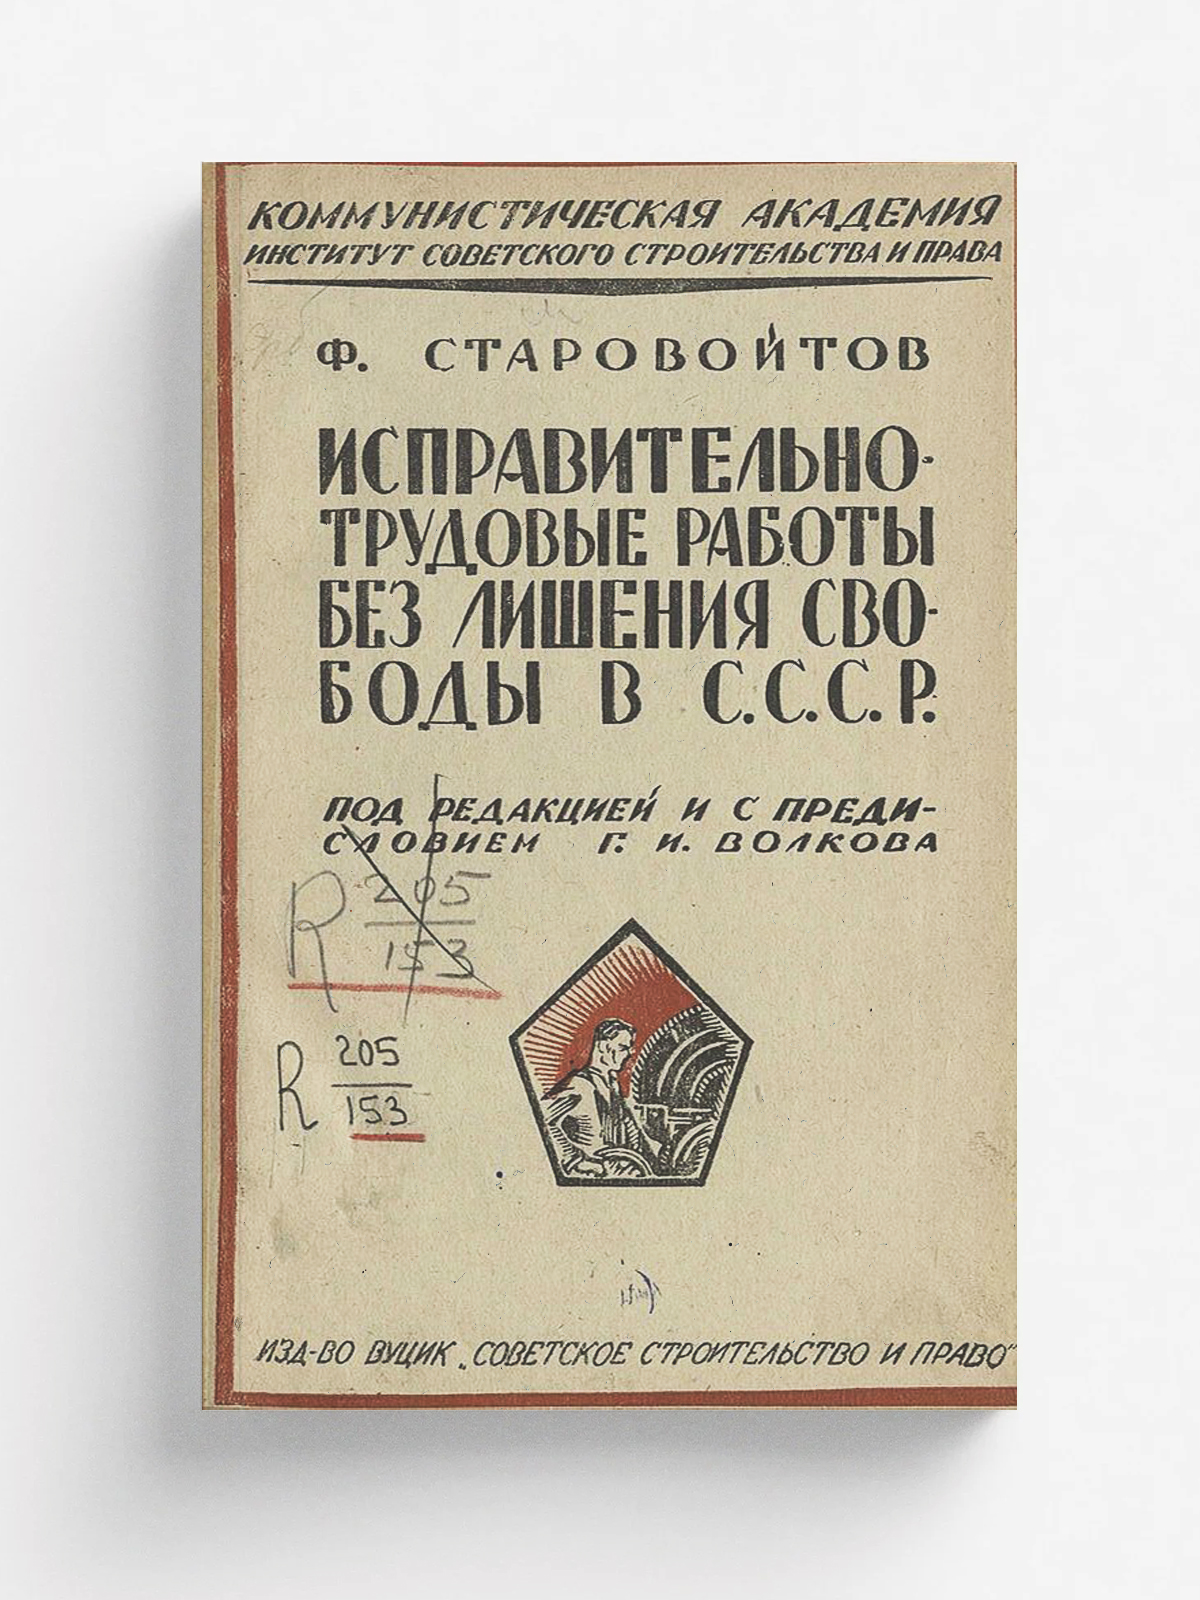 КОММУНИСТИЧЕСКАЯ АКАДЕМИЯ
ИНСТИТУТ СОВЕТСКОГО СТРОИТЕЛЬСТВА И ПРАВА
Ф. СТАРОВОЙТОВ
ИСПРАВИТЕЛЬНО-
ТРУДОВЫЕ РАБОТЫ
БЕЗ ЛИШЕНИЯ СВО-
БОДЫ В С.С.С.Р.
ПОД РЕДАКЦИЕЙ И С ПРЕДИ-
СЛОВИЕМ Г. И. ВОЛКОВА
R 205
153
R 205
153
ИЗД-ВО ВУЦИК „СОВЕТСКОЕ СТРОИТЕЛЬСТВО И ПРАВО"